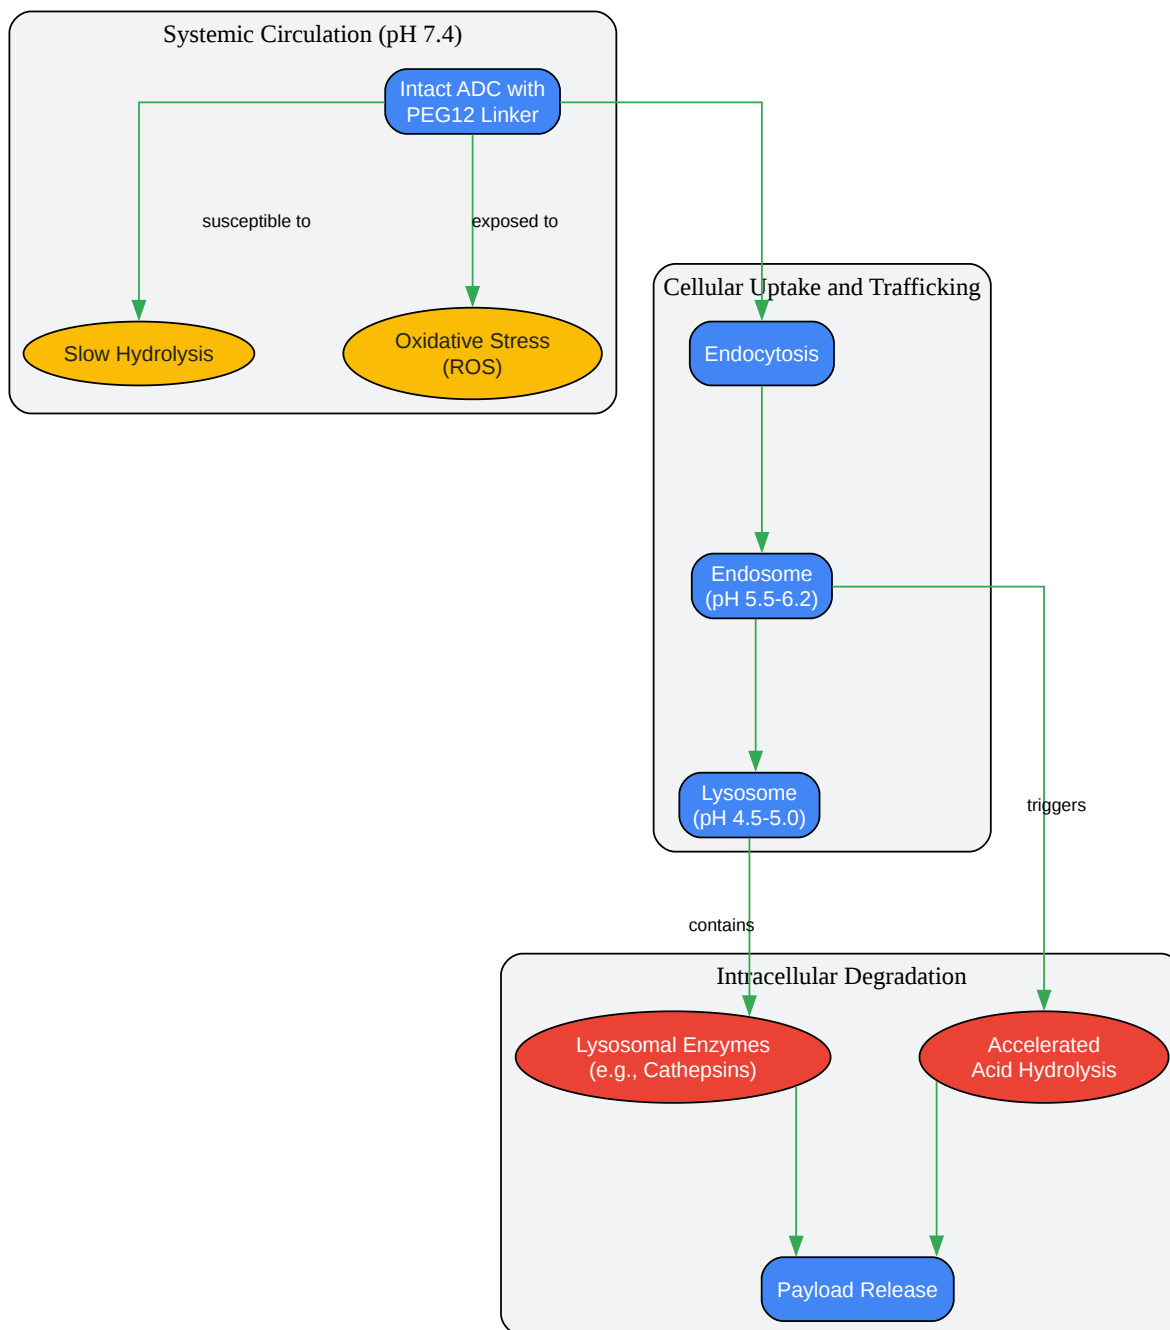 Systemic Circulation (pH 7.4)
Intact ADC with
PEG12 Linker
susceptible to
exposed to
Slow Hydrolysis
Oxidative Stress
(ROS)
Cellular Uptake and Trafficking
Endocytosis
Endosome
(pH 5.5-6.2)
Lysosome
(pH 4.5-5.0)
triggers
contains
Intracellular Degradation
Lysosomal Enzymes
(e.g., Cathepsins)
Accelerated
Acid Hydrolysis
Payload Release